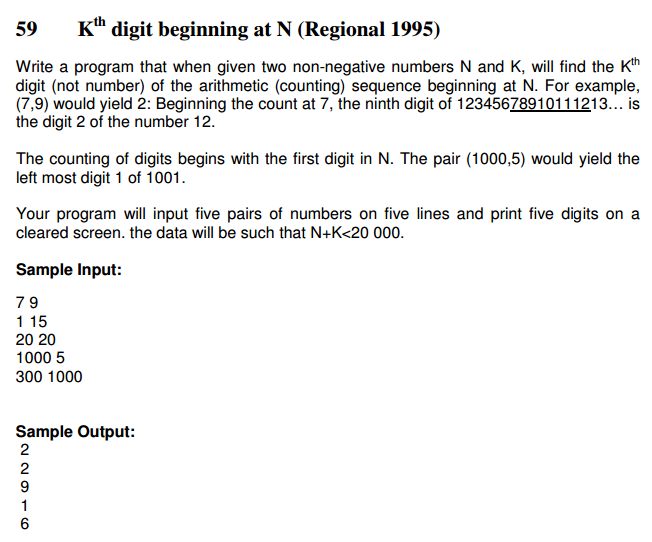 59 Kth digit beginning at N (Regional 1995)
Write a program that when given two non-negative numbers N and K, will find the Kth
digit (not number) of the arithmetic (counting) sequence beginning at N. For example,
(7,9) would yield 2: Beginning the count at 7, the ninth digit of 12345678910111213... is
the digit 2 of the number 12.
The counting of digits begins with the first digit in N. The pair (1000,5) would yield the
left most digit 1 of 1001.
Your program will input five pairs of numbers on five lines and print five digits on a
cleared screen. the data will be such that N+K<20 000.
Sample Input:
7 9
1 15
20 20
1000 5
300 1000
Sample Output:
2
2
9
1
6